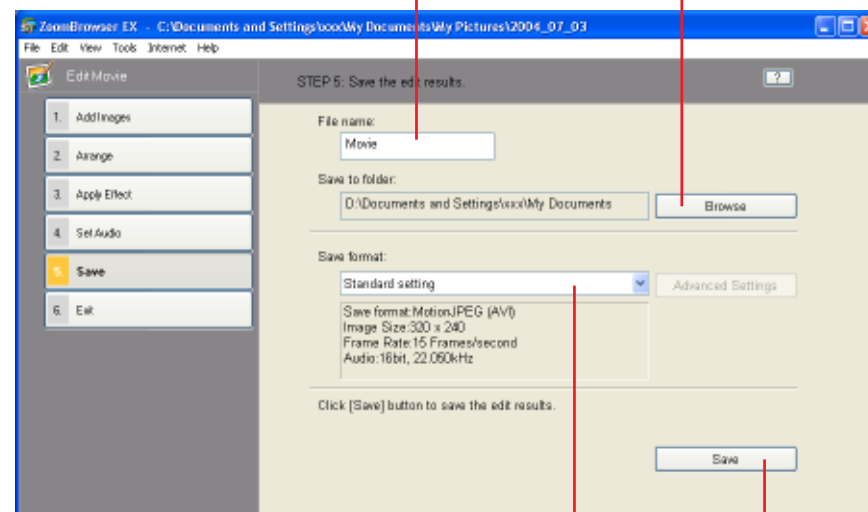 ZoomBrowser EX - C:\Documents and Settings\xxx\My Documents\My Pictures\2004_07_03
File Edit View Tools Internet Help
Edit Movie
STEP 5: Save the edit results.
?
1. Add Images
2. Arrange
3. Apply Effect
4. Set Audio
5. Save
6. Exit
File name:
Movie
Save to folder:
D:\Documents and Settings\xxx\My Documents
Browse
Save format:
Standard setting
Advanced Settings
Save format:MotionJPEG (AVI)
Image Size:320 x 240
Frame Rate:15 Frames/second
Audio:16bit, 22.050kHz
Click [Save] button to save the edit results.
Save